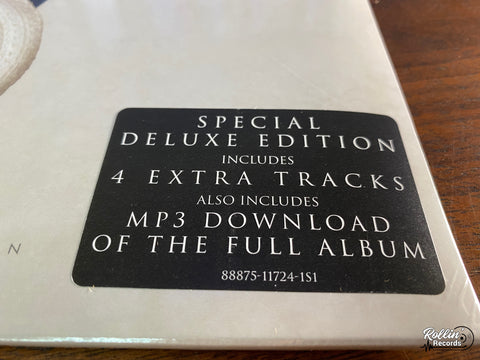 SPECIAL
DELUXE EDITION
INCLUDES
4 EXTRA TRACKS
ALSO INCLUDES
MP3 DOWNLOAD
OF THE FULL ALBUM
88875-11724-1S1
N
Rollin'
Records